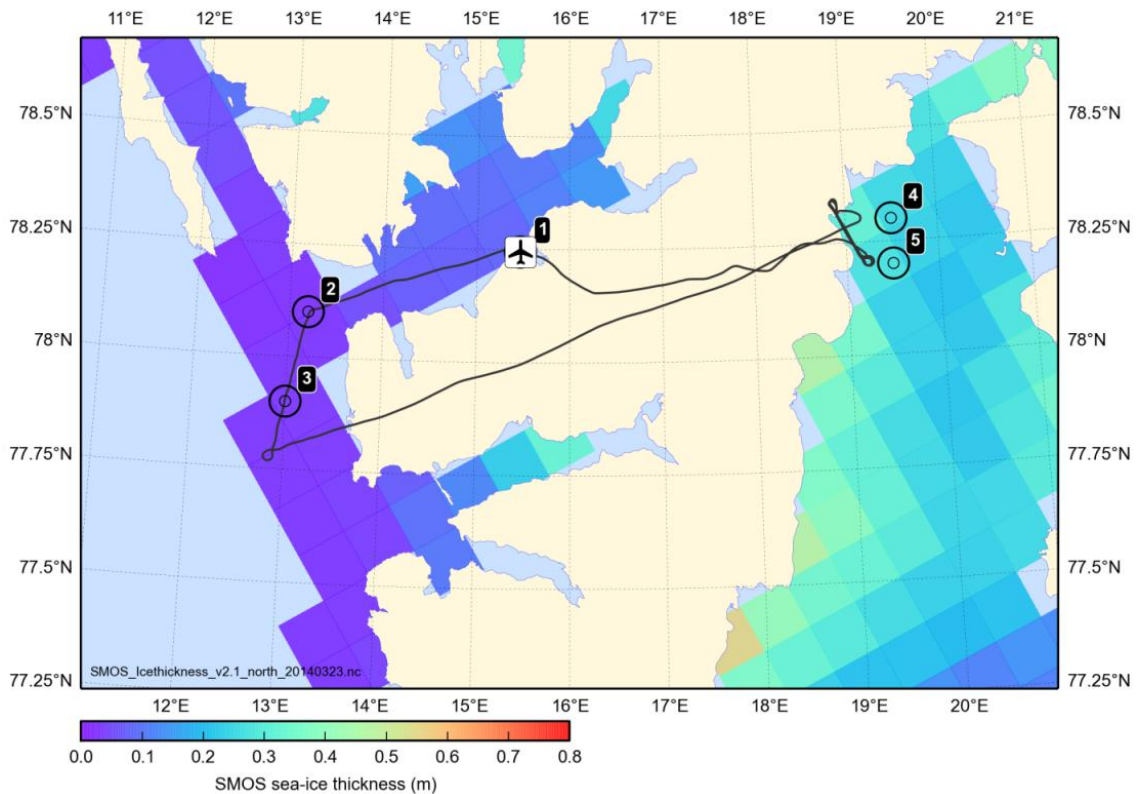 11°E 12°E 13°E 14°E 15°E 16°E 17°E 18°E 19°E 20°E 21°E
78.5°N 78.5°N
4
78.25°N 1 78.25°N
5
2
78°N 78°N
3
77.75°N 77.75°N
77.5°N 77.5°N
SMOS_Icethickness_v2.1_north_20140323.nc
77.25°N 77.25°N
12°E 13°E 14°E 15°E 16°E 17°E 18°E 19°E 20°E
0.0 0.1 0.2 0.3 0.4 0.5 0.6 0.7 0.8
SMOS sea-ice thickness (m)